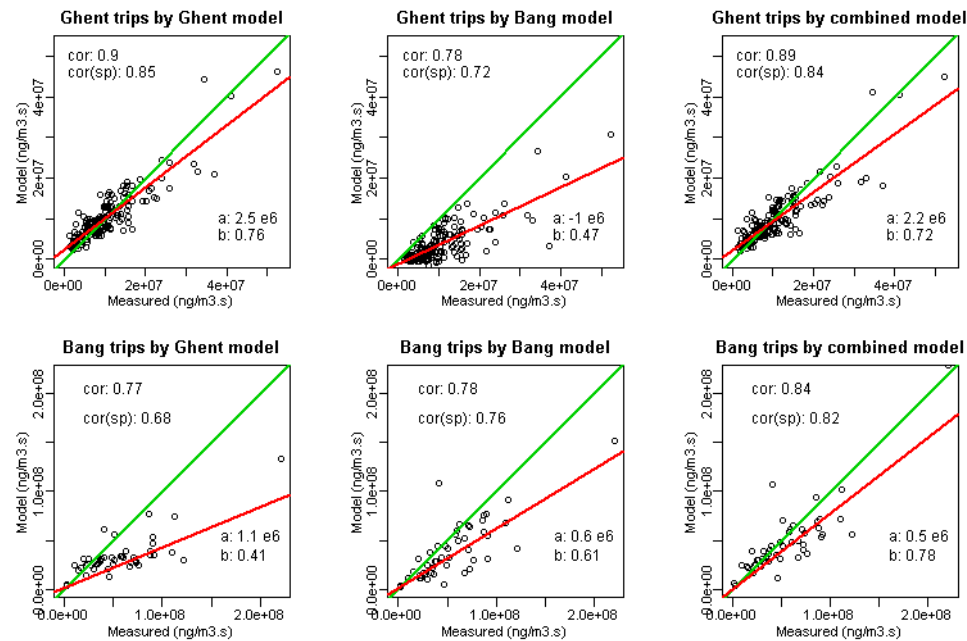 Ghent trips by Ghent model
cor: 0.9
cor(sp): 0.85
a: 2.5 e6
b: 0.76
Model (ng/m3.s)
0e+00
2e+07
4e+07
0e+00
2e+07
4e+07
Measured (ng/m3.s)
Ghent trips by Bang model
cor: 0.78
cor(sp): 0.72
a: -1 e6
b: 0.47
Model (ng/m3.s)
0e+00
2e+07
4e+07
0e+00
2e+07
4e+07
Measured (ng/m3.s)
Ghent trips by combined model
cor: 0.89
cor(sp): 0.84
a: 2.2 e6
b: 0.72
Model (ng/m3.s)
0e+00
2e+07
4e+07
0e+00
2e+07
4e+07
Measured (ng/m3.s)
Bang trips by Ghent model
cor: 0.77
cor(sp): 0.68
a: 1.1 e6
b: 0.41
Model (ng/m3.s)
0.0e+00
1.0e+08
2.0e+08
0.0e+00
1.0e+08
2.0e+08
Measured (ng/m3.s)
Bang trips by Bang model
cor: 0.78
cor(sp): 0.76
a: 0.6 e6
b: 0.61
Model (ng/m3.s)
0.0e+00
1.0e+08
2.0e+08
0.0e+00
1.0e+08
2.0e+08
Measured (ng/m3.s)
Bang trips by combined model
cor: 0.84
cor(sp): 0.82
a: 0.5 e6
b: 0.78
Model (ng/m3.s)
0.0e+00
1.0e+08
2.0e+08
0.0e+00
1.0e+08
2.0e+08
Measured (ng/m3.s)